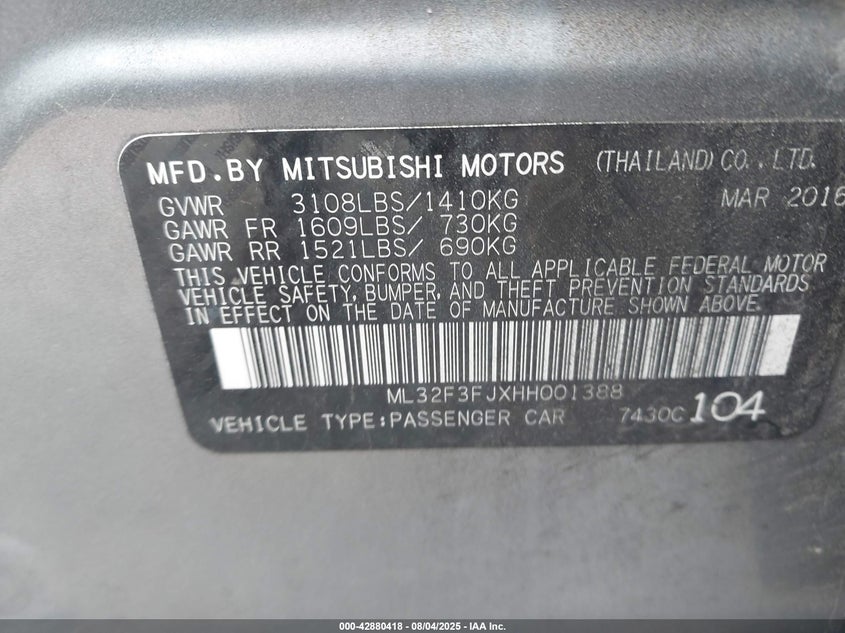 MFD.BY MITSUBISHI MOTORS (THAILAND) CO.,LTD.
GVWR 3108LBS/1410KG MAR 2016
GAWR FR 1609LBS/ 730KG
GAWR RR 1521LBS/ 690KG
THIS VEHICLE CONFORMS TO ALL APPLICABLE FEDERAL MOTOR
VEHICLE SAFETY, BUMPER, AND THEFT PREVENTION STANDARDS
IN EFFECT ON THE DATE OF MANUFACTURE SHOWN ABOVE.
ML32F3FJXHH001388
VEHICLE TYPE:PASSENGER CAR 7430C 104
000-42880418 - 08/04/2025 - IAA Inc.